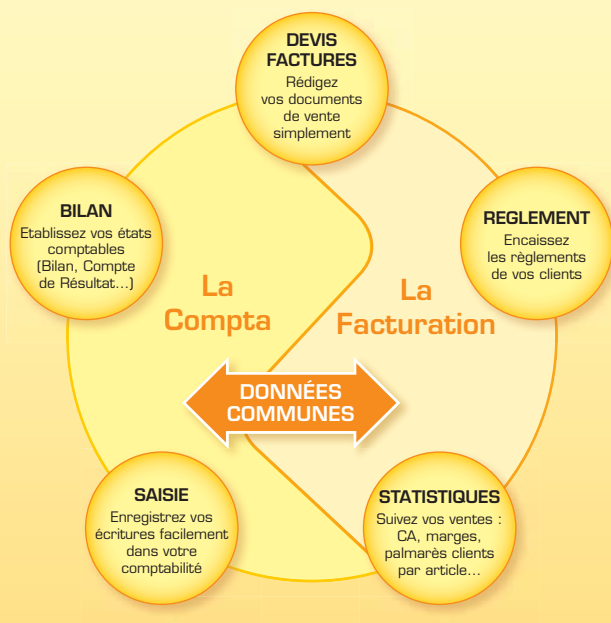 DEVIS
FACTURES
Rédigez
vos documents
de vente
simplement
BILAN
Etablissez vos états
comptables
(Bilan, Compte
de Résultat...)
REGLEMENT
Encaissez
les règlements
de vos clients
La
Compta
La
Facturation
DONNÉES
COMMUNES
SAISIE
Enregistrez vos
écritures facilement
dans votre
comptabilité
STATISTIQUES
Suivez vos ventes :
CA, marges,
palmarès clients
par article...